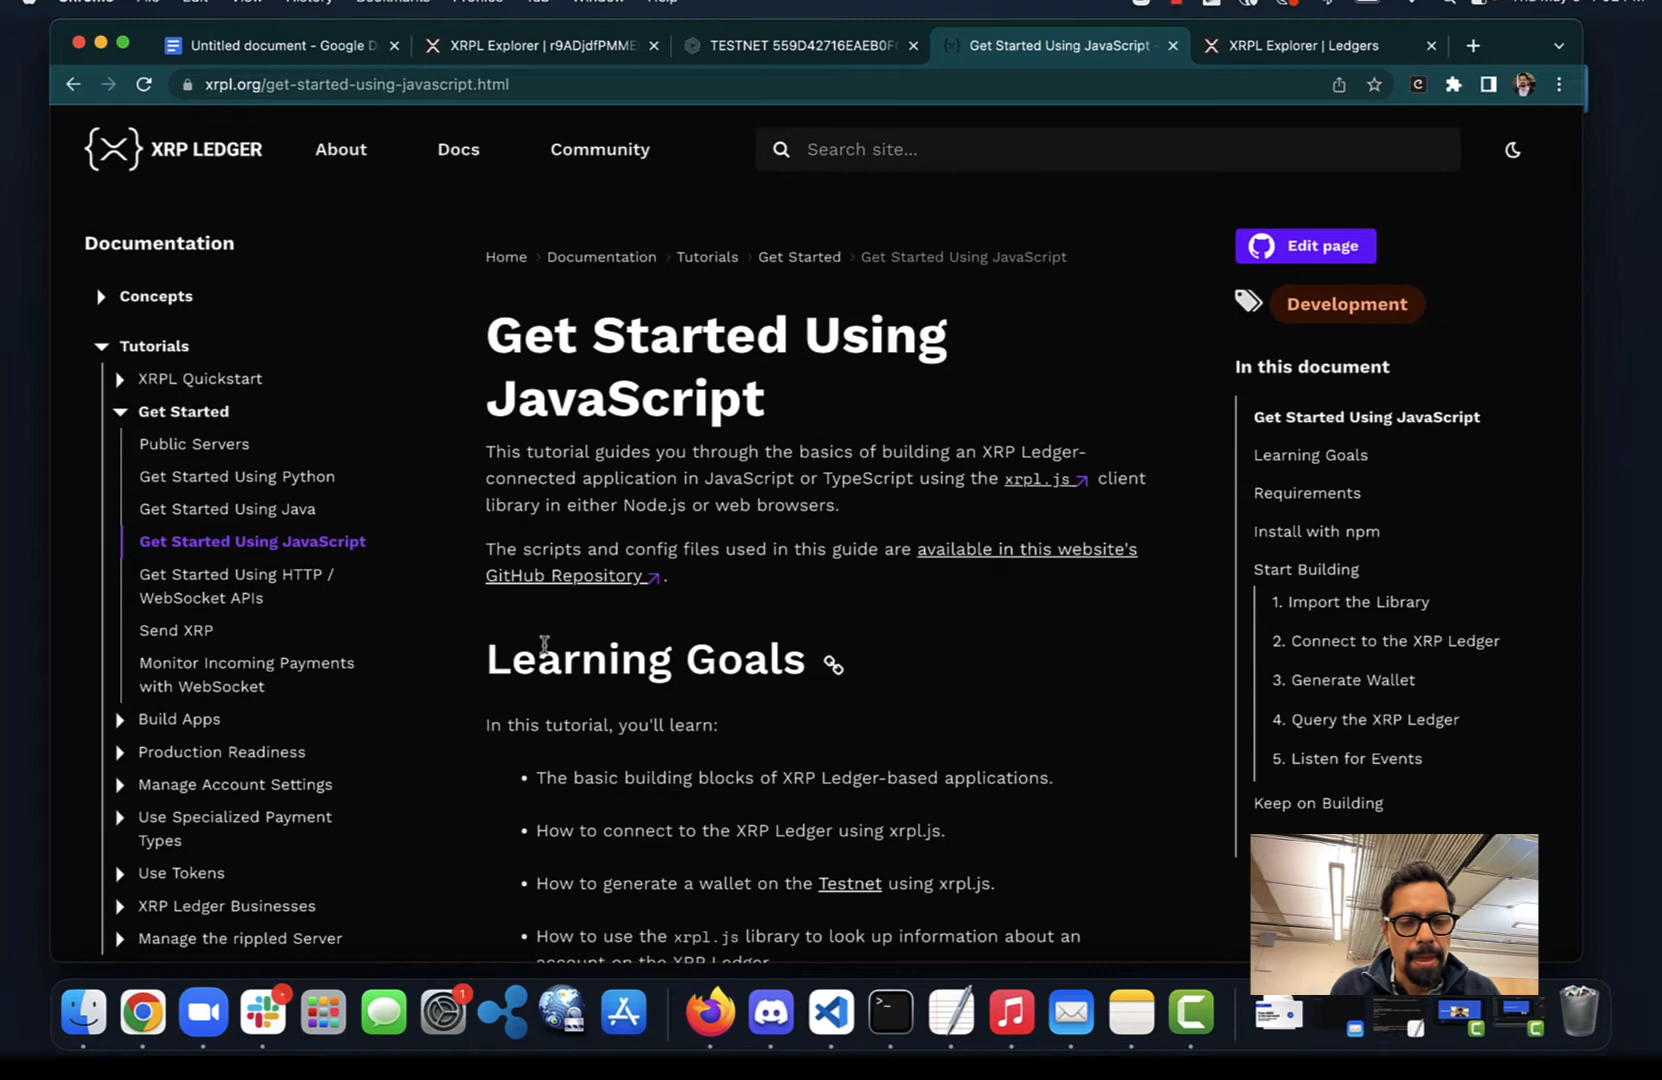 Untitled document - Google D
XRPL Explorer | r9ADjdfPMME
TESTNET 559D42716EAEB0F
Get Started Using JavaScript -
XRPL Explorer | Ledgers
xrpl.org/get-started-using-javascript.html
XRP LEDGER
About
Docs
Community
Search site...
Documentation
Concepts
Tutorials
XRPL Quickstart
Get Started
Public Servers
Get Started Using Python
Get Started Using Java
Get Started Using JavaScript
Get Started Using HTTP /
WebSocket APIs
Send XRP
Monitor Incoming Payments
with WebSocket
Build Apps
Production Readiness
Manage Account Settings
Use Specialized Payment
Types
Use Tokens
XRP Ledger Businesses
Manage the rippled Server
Home > Documentation > Tutorials > Get Started > Get Started Using JavaScript
Get Started Using
JavaScript
This tutorial guides you through the basics of building an XRP Ledger-
connected application in JavaScript or TypeScript using the xrpl.js client
library in either Node.js or web browsers.
The scripts and config files used in this guide are available in this website's
GitHub Repository .
Learning Goals
In this tutorial, you'll learn:
• The basic building blocks of XRP Ledger-based applications.
• How to connect to the XRP Ledger using xrpl.js.
• How to generate a wallet on the Testnet using xrpl.js.
• How to use the xrpl.js library to look up information about an
account on the XRP Ledger.
Edit page
Development
In this document
Get Started Using JavaScript
Learning Goals
Requirements
Install with npm
Start Building
1. Import the Library
2. Connect to the XRP Ledger
3. Generate Wallet
4. Query the XRP Ledger
5. Listen for Events
Keep on Building
1